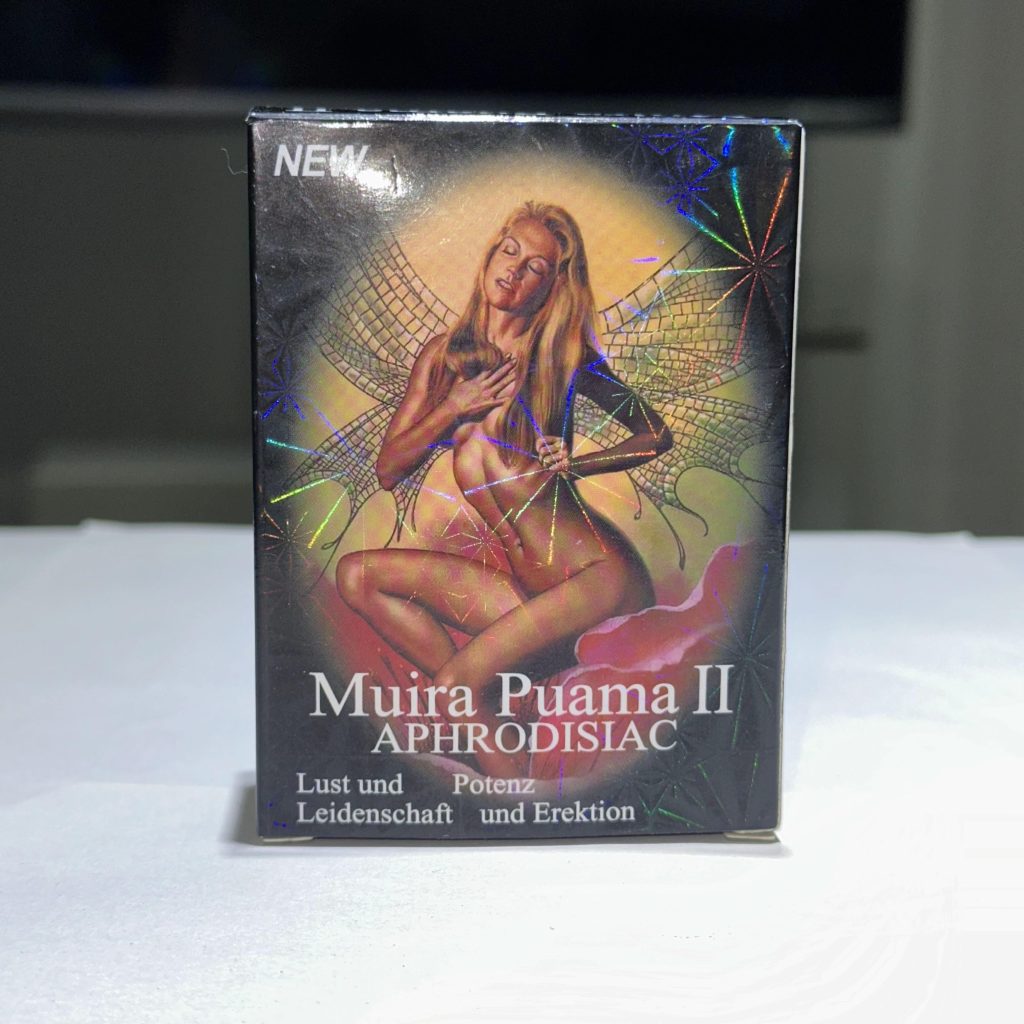 NEW
Muira Puama II
APHRODISIAC
Lust und Potenz
Leidenschaft und Erektion